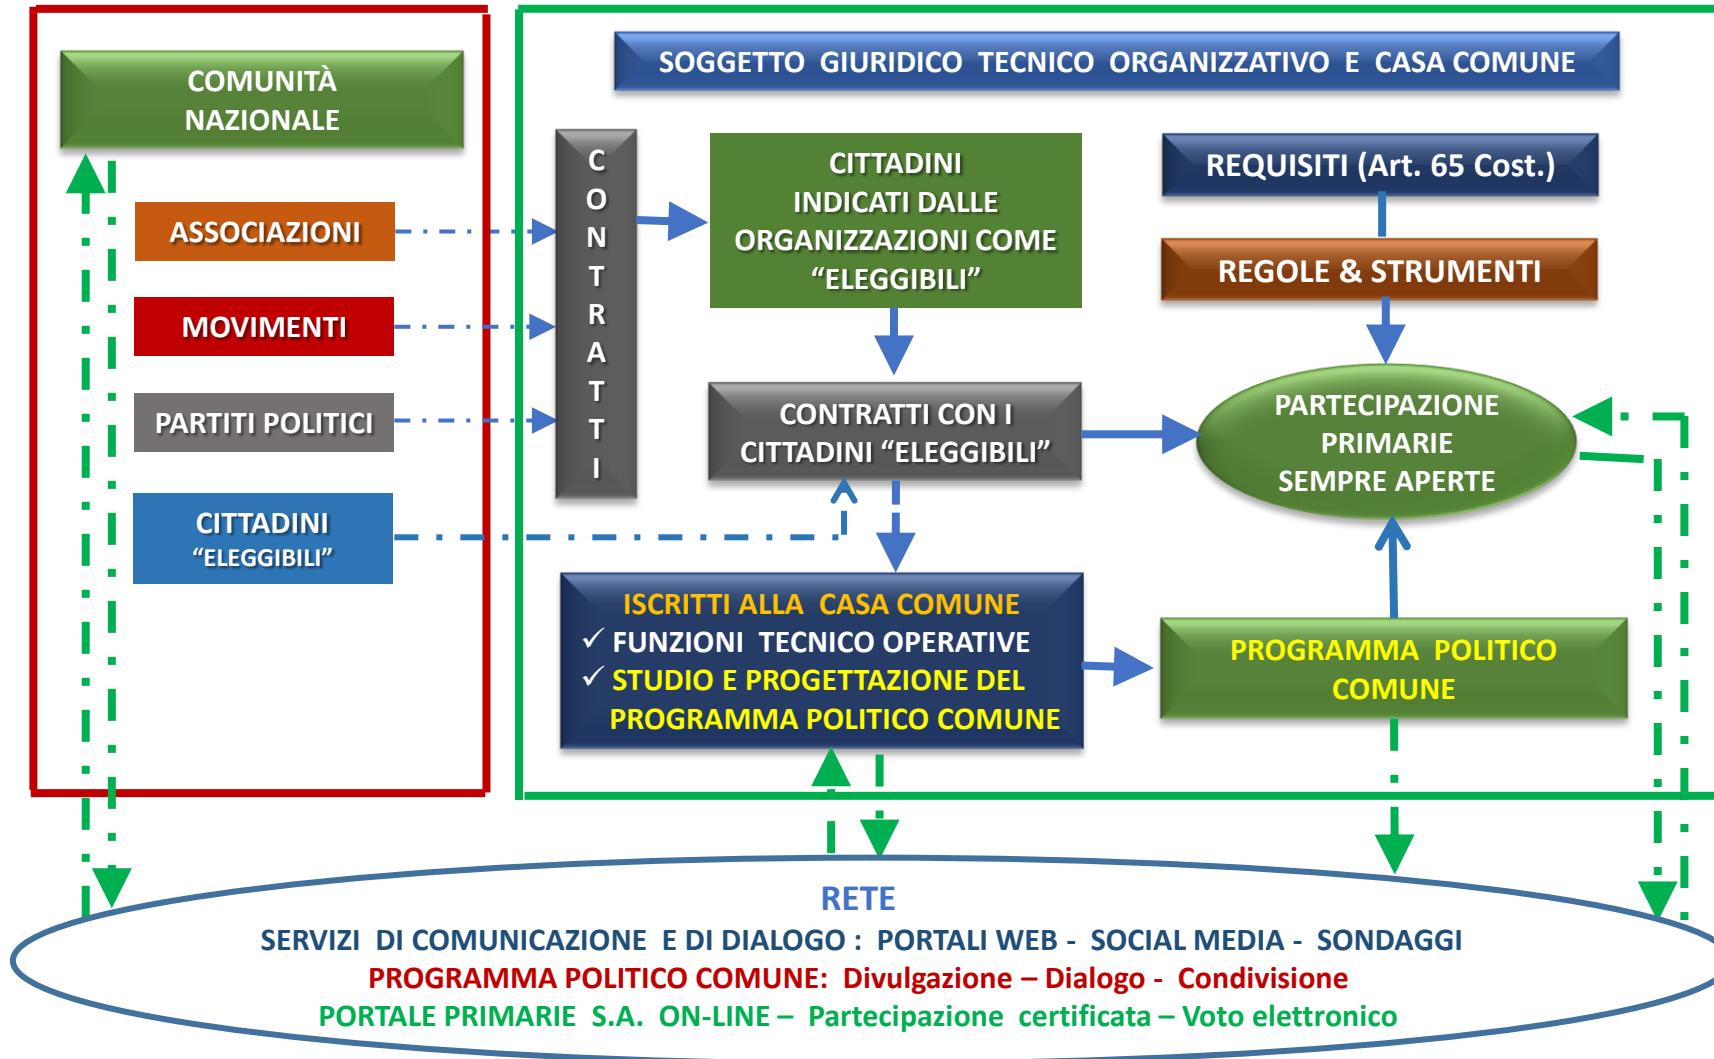 COMUNITÀ
NAZIONALE
ASSOCIAZIONI
MOVIMENTI
PARTITI POLITICI
CITTADINI
“ELEGGIBILI”
SOGGETTO GIURIDICO TECNICO ORGANIZZATIVO E CASA COMUNE
CONTRATTI
CITTADINI
INDICATI DALLE
ORGANIZZAZIONI COME
“ELEGGIBILI”
REQUISITI (Art. 65 Cost.)
REGOLE & STRUMENTI
CONTRATTI CON I
CITTADINI “ELEGGIBILI”
PARTECIPAZIONE
PRIMARIE
SEMPRE APERTE
ISCRITTI ALLA CASA COMUNE
✓ FUNZIONI TECNICO OPERATIVE
✓ STUDIO E PROGETTAZIONE DEL
PROGRAMMA POLITICO COMUNE
PROGRAMMA POLITICO
COMUNE
RETE
SERVIZI DI COMUNICAZIONE E DI DIALOGO : PORTALI WEB - SOCIAL MEDIA - SONDAGGI
PROGRAMMA POLITICO COMUNE: Divulgazione – Dialogo - Condivisione
PORTALE PRIMARIE S.A. ON-LINE – Partecipazione certificata – Voto elettronico